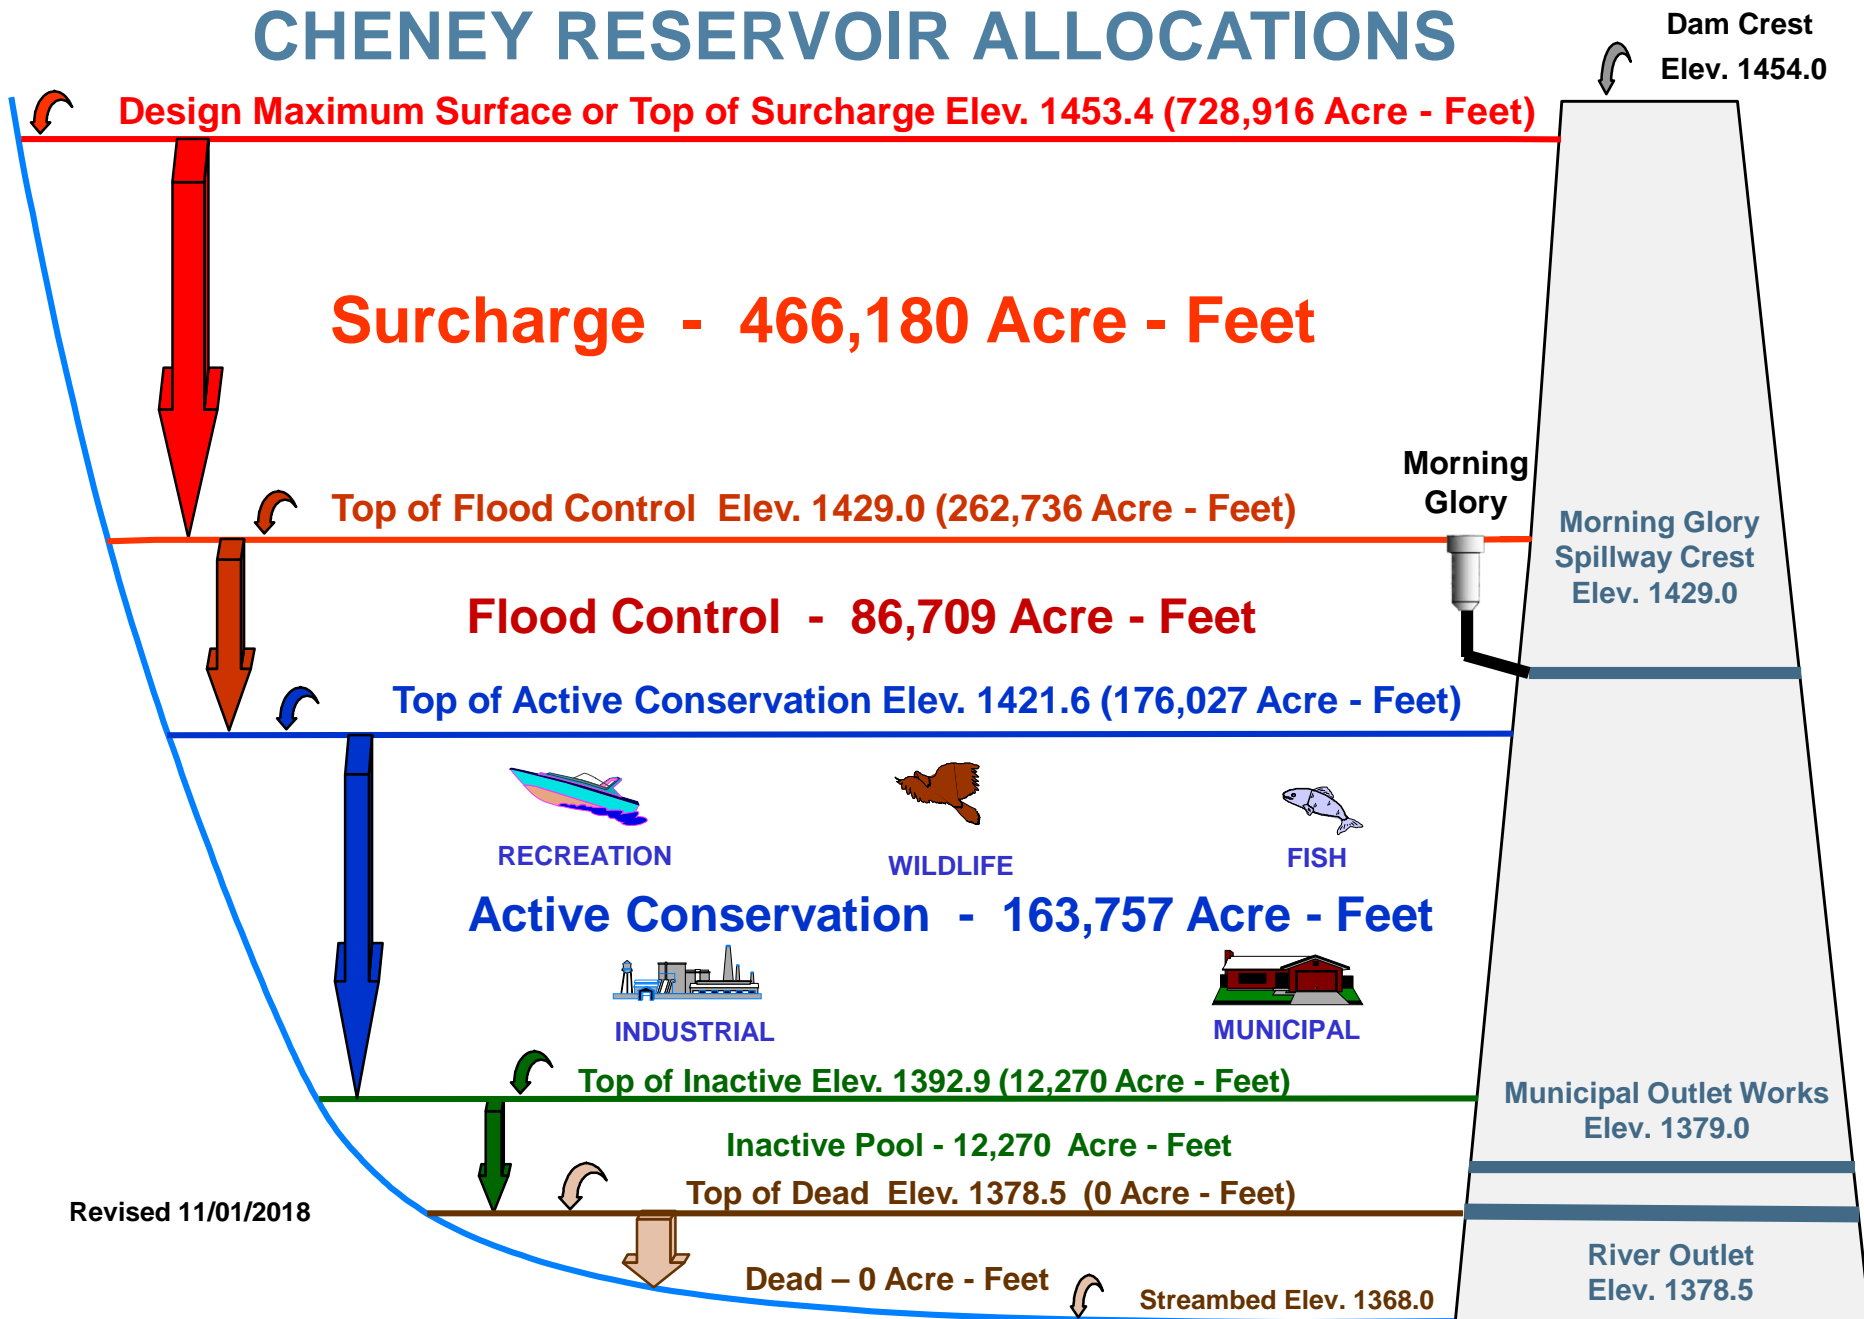 CHENEY RESERVOIR ALLOCATIONS
Dam Crest
Elev. 1454.0
Design Maximum Surface or Top of Surcharge Elev. 1453.4 (728,916 Acre - Feet)
Surcharge - 466,180 Acre - Feet
Morning
Glory
Top of Flood Control Elev. 1429.0 (262,736 Acre - Feet)
Morning Glory
Spillway Crest
Elev. 1429.0
Flood Control - 86,709 Acre - Feet
Top of Active Conservation Elev. 1421.6 (176,027 Acre - Feet)
RECREATION
WILDLIFE
FISH
Active Conservation - 163,757 Acre - Feet
INDUSTRIAL
MUNICIPAL
Top of Inactive Elev. 1392.9 (12,270 Acre - Feet)
Municipal Outlet Works
Elev. 1379.0
Inactive Pool - 12,270 Acre - Feet
Top of Dead Elev. 1378.5 (0 Acre - Feet)
Revised 11/01/2018
River Outlet
Elev. 1378.5
Dead – 0 Acre - Feet
Streambed Elev. 1368.0